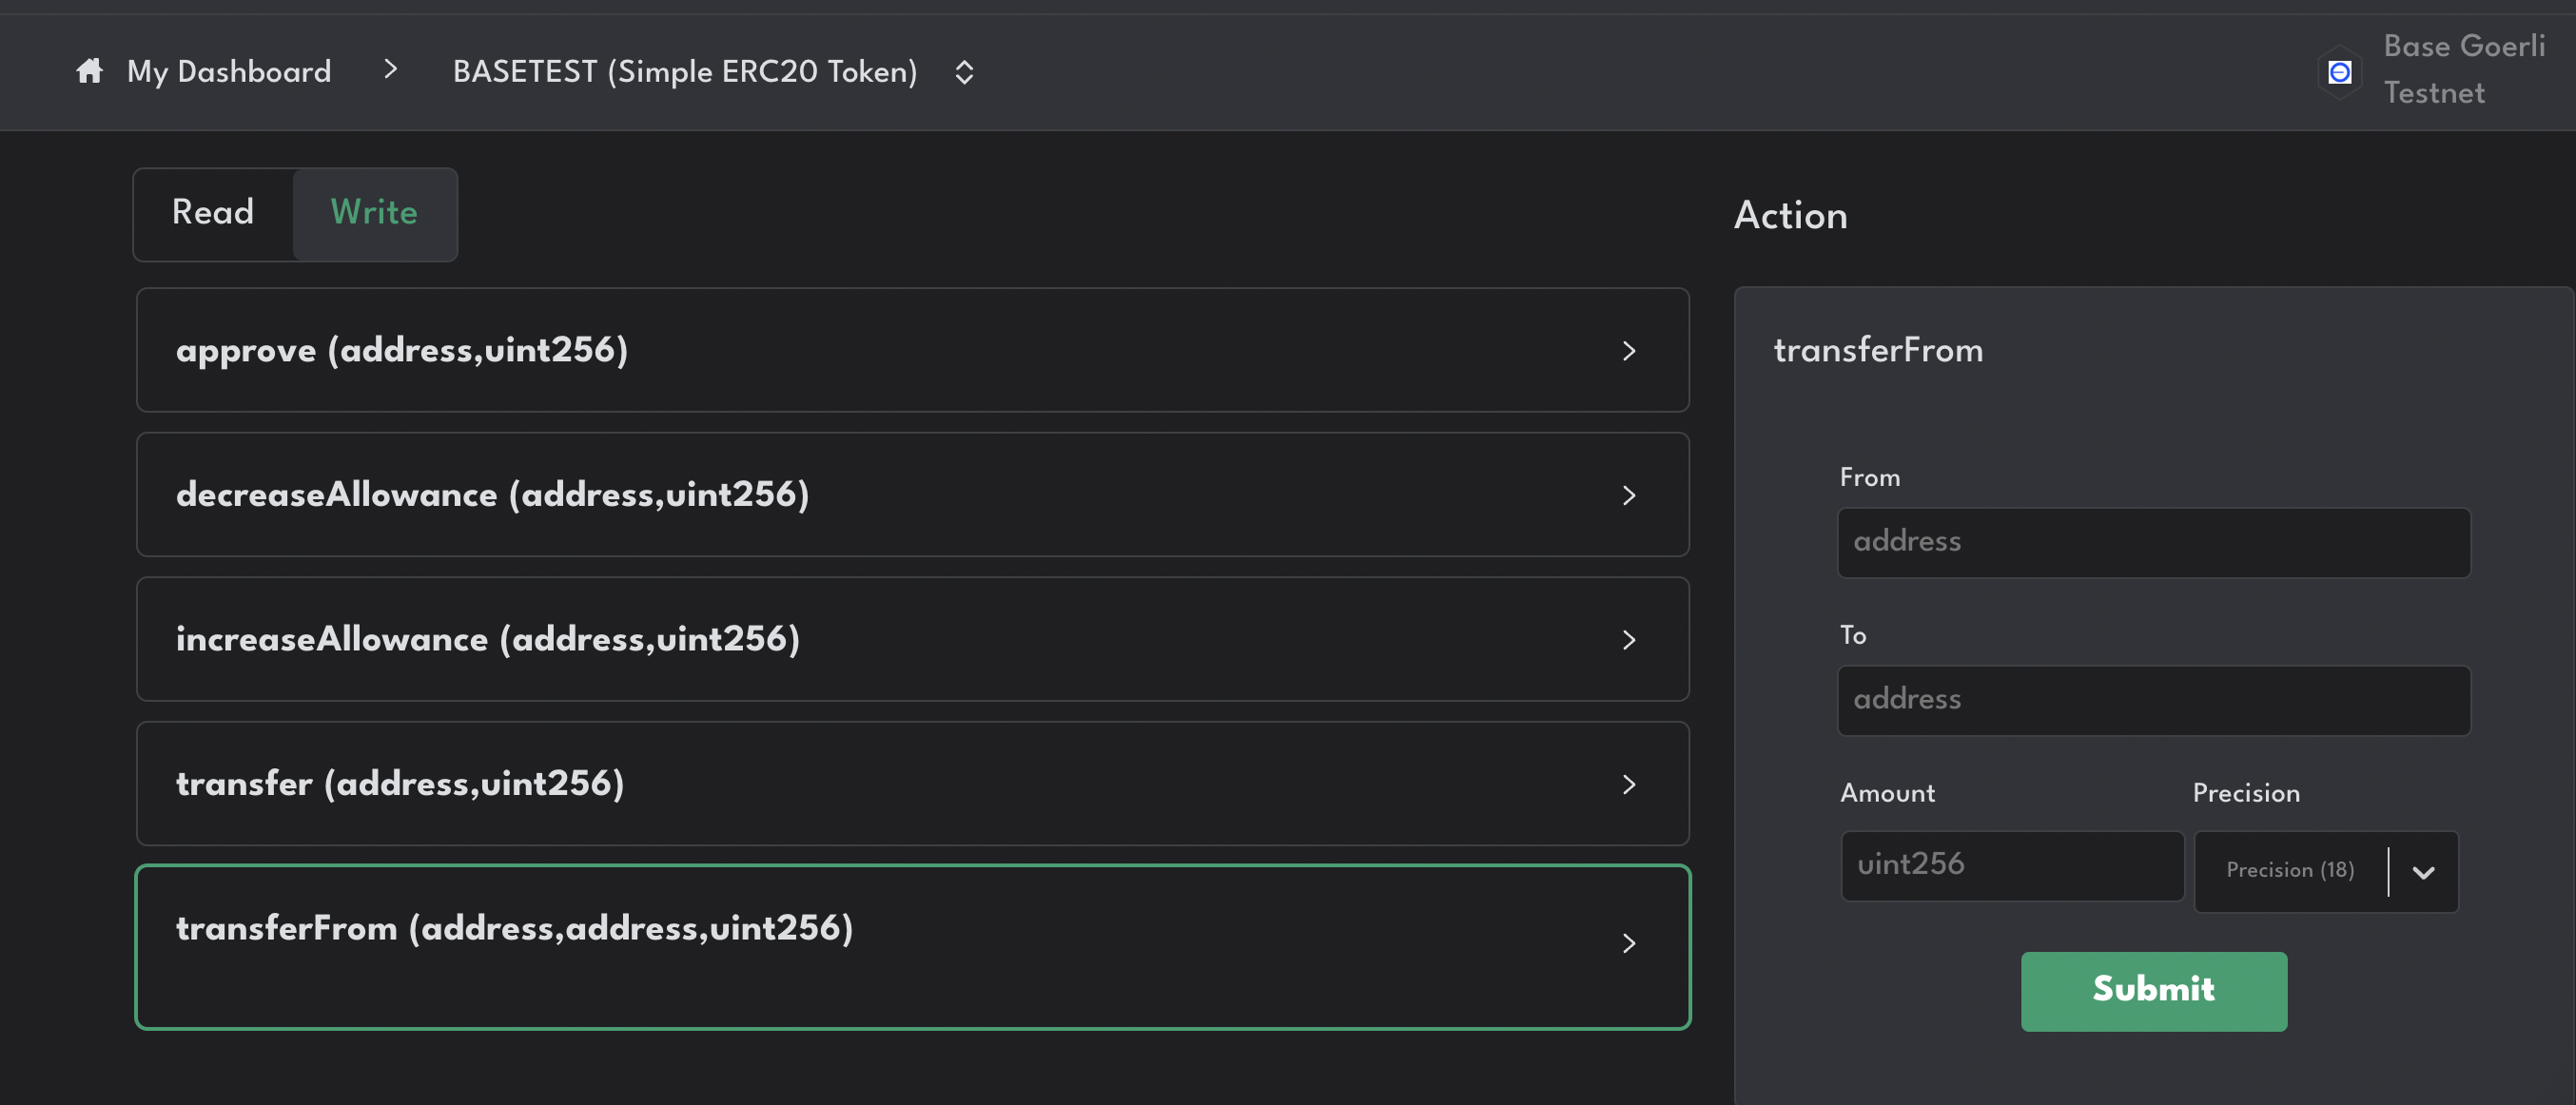 My Dashboard
BASETEST (Simple ERC20 Token)
Base Goerli
Testnet
Read
Write
approve (address,uint256)
decreaseAllowance (address,uint256)
increaseAllowance (address,uint256)
transfer (address,uint256)
transferFrom (address,address,uint256)
Action
transferFrom
From
address
To
address
Amount
Precision
uint256
Precision (18)
Submit